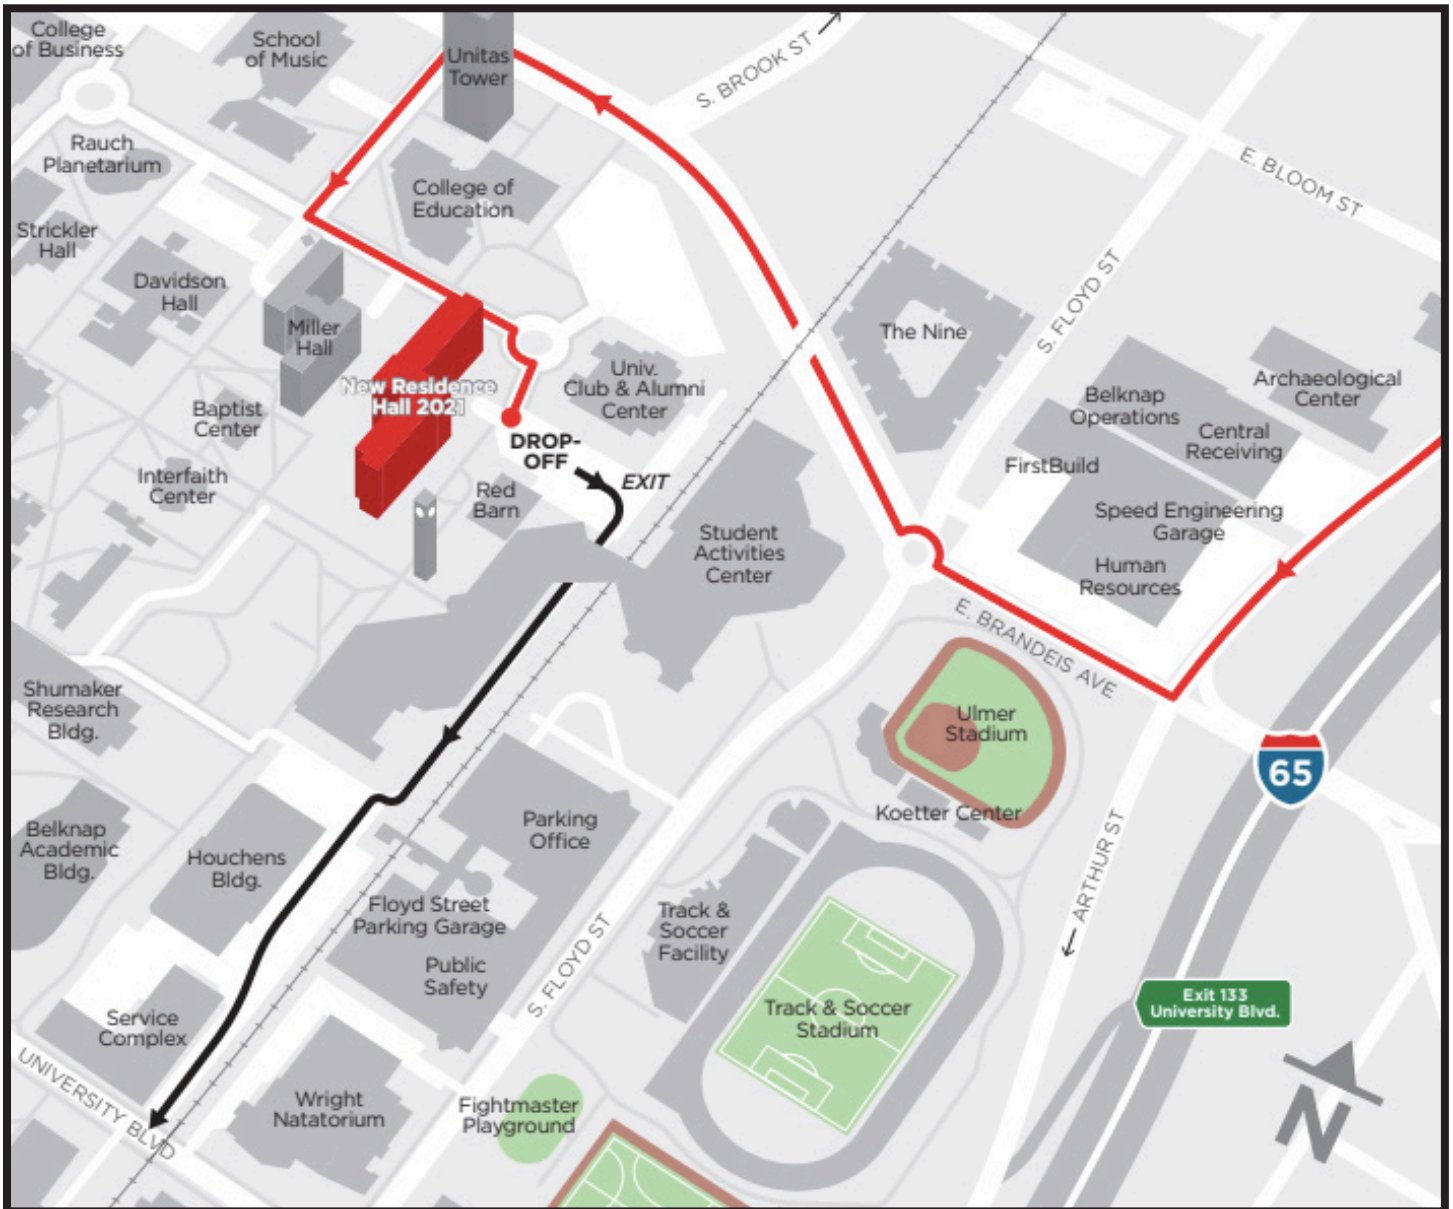 College
of Business
School
of Music
Unitas
Tower
S. BROOK ST
Rauch
Planetarium
College of
Education
E. BLOOM ST
Strickler
Hall
Davidson
Hall
Miller
Hall
The Nine
S. FLOYD ST
New Residence
Hall 2021
Univ.
Club & Alumni
Center
Belknap
Operations
Archaeological
Center
Central
Receiving
Baptist
Center
DROP-
OFF
EXIT
FirstBuild
Interfaith
Center
Red
Barn
Student
Activities
Center
Speed Engineering
Garage
Human
Resources
E. BRANDEIS AVE
Shumaker
Research
Bldg.
Ulmer
Stadium
65
Koetter Center
Belknap
Academic
Bldg.
Houchens
Bldg.
Parking
Office
ARTHUR ST
Floyd Street
Parking Garage
Public
Safety
Track &
Soccer
Facility
S. FLOYD ST
Track & Soccer
Stadium
Exit 133
University Blvd.
Service
Complex
UNIVERSITY BLVD
Wright
Natatorium
Fightmaster
Playground
N